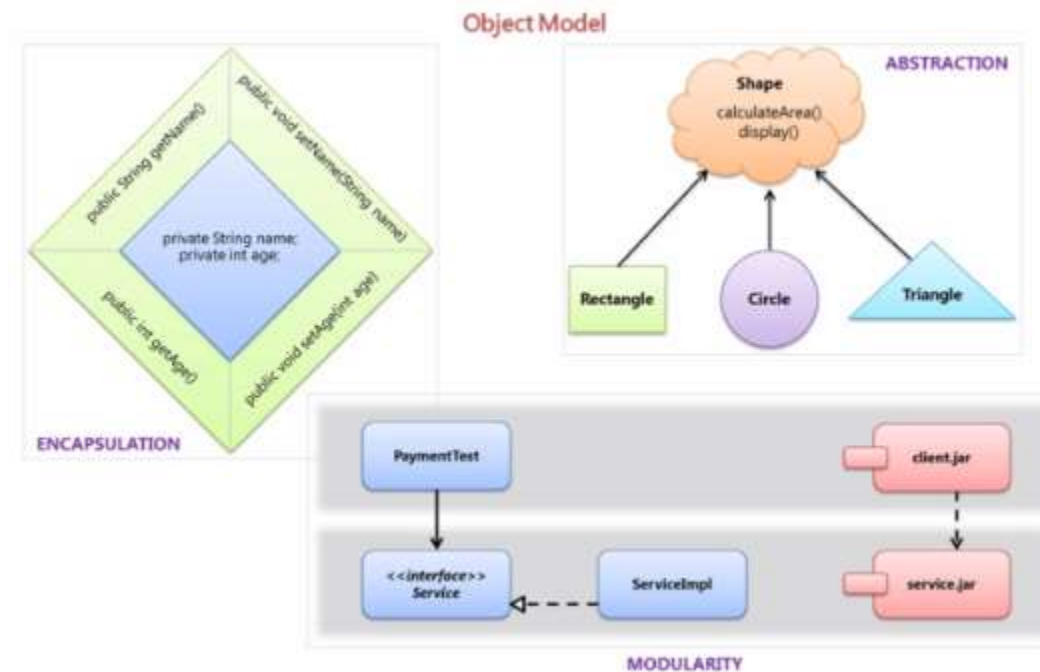 Object Model
public String getName()
public void setName(String name)
private String name;
private int age;
public int getAge()
public void setAge(int age)
ENCAPSULATION
ABSTRACTION
Shape
calculateArea()
display()
Rectangle
Circle
Triangle
PaymentTest
client.jar
<<interface>>
Service
ServiceImpl
service.jar
MODULARITY